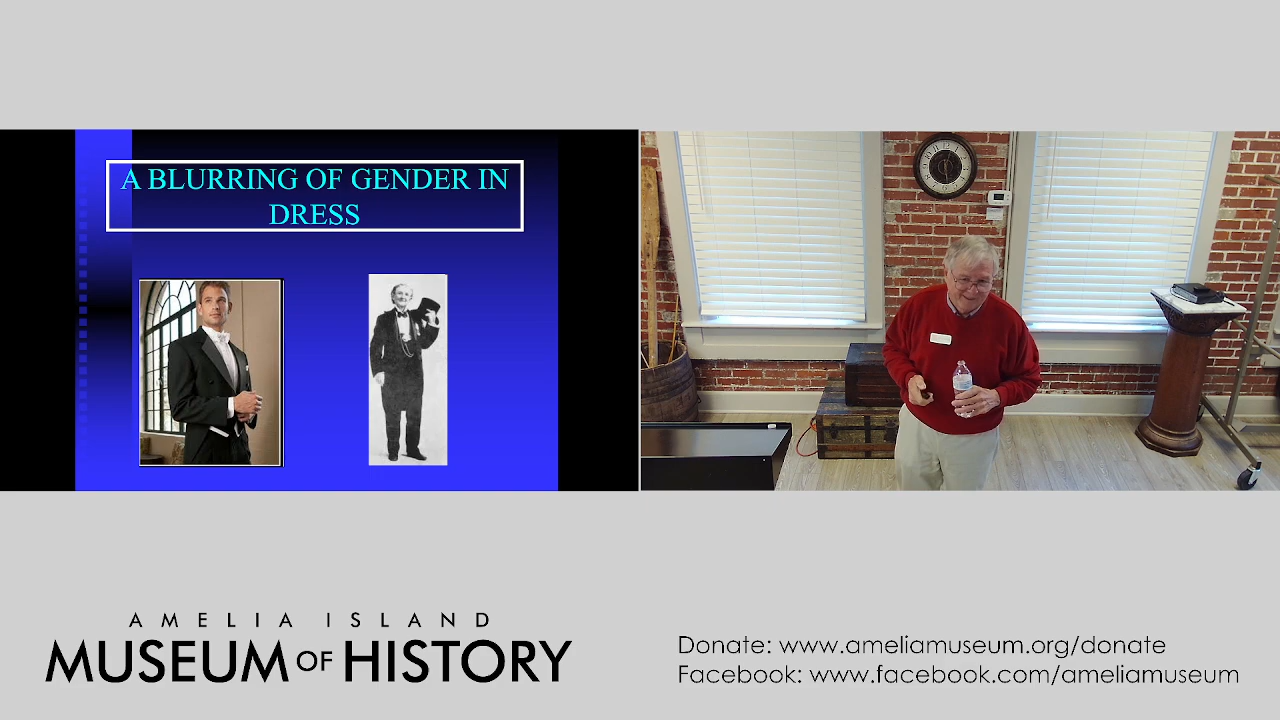 A BLURRING OF GENDER IN
DRESS
AMELIA ISLAND
MUSEUM OF HISTORY
Donate: www.ameliamuseum.org/donate
Facebook: www.facebook.com/ameliamuseum